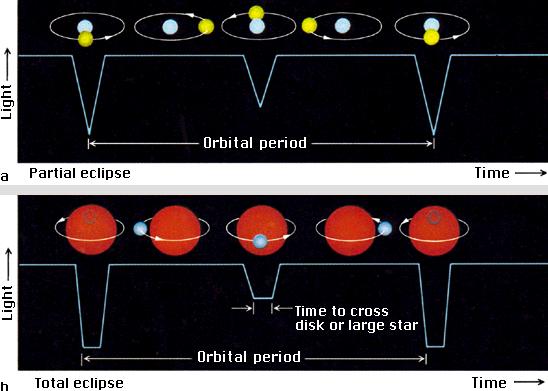 Light
Orbital period
a
Partial eclipse
Time
Light
Time to cross
disk or large star
Orbital period
h
Total eclipse
Time